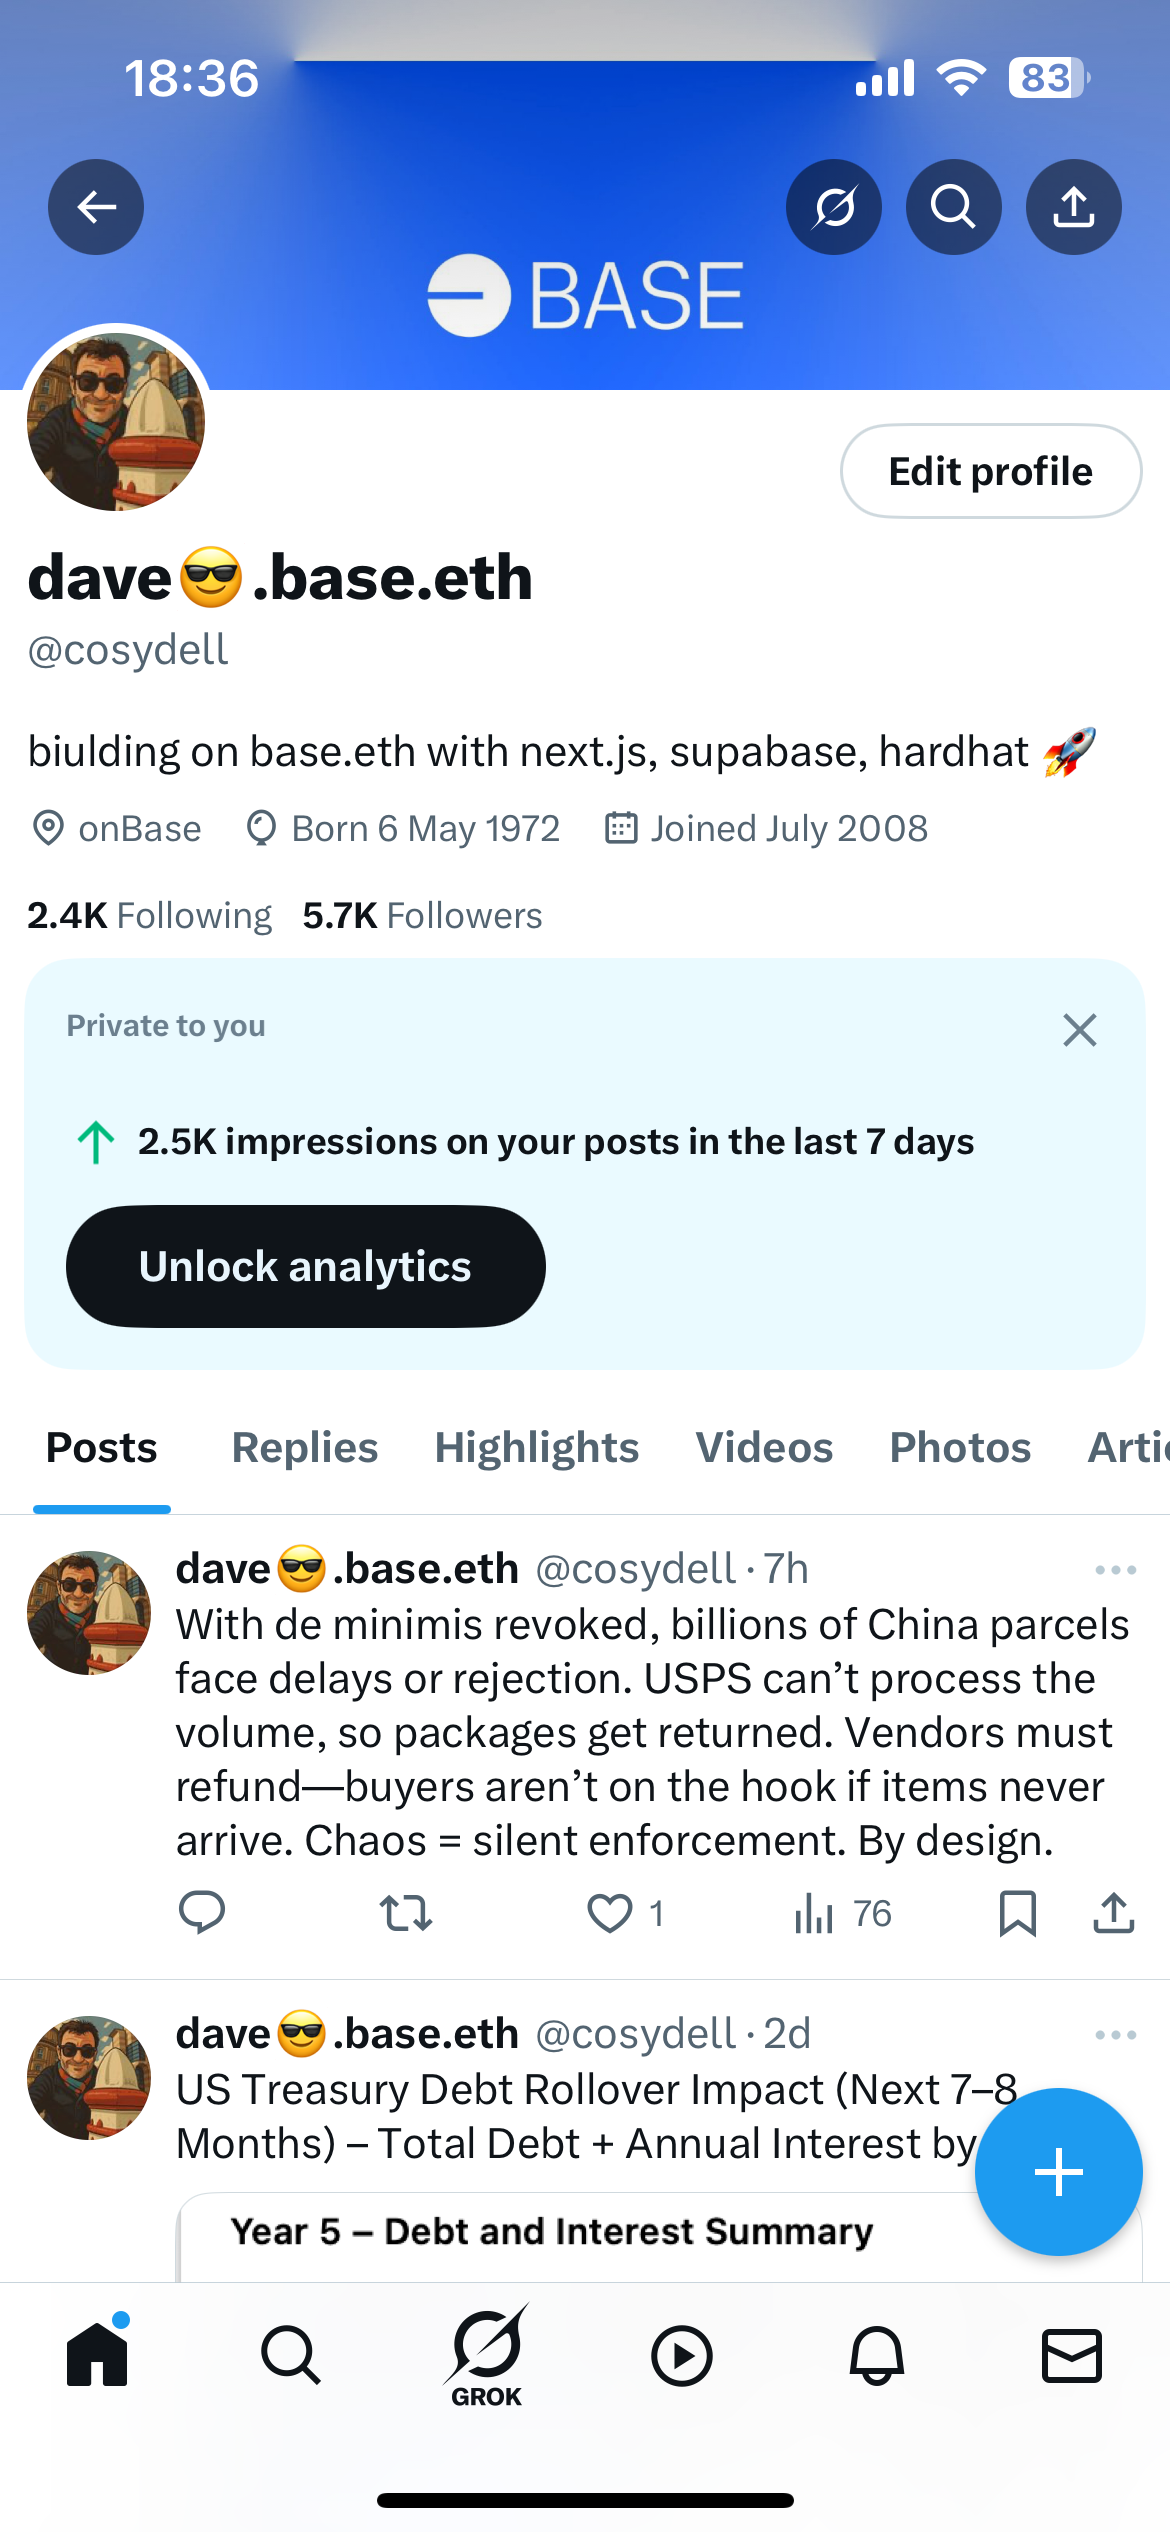 18:36
83
BASE
Edit profile
dave😎.base.eth
@cosydell
biulding on base.eth with next.js, supabase, hardhat 🚀
onBase Born 6 May 1972 Joined July 2008
2.4K Following 5.7K Followers
Private to you
2.5K impressions on your posts in the last 7 days
Unlock analytics
Posts Replies Highlights Videos Photos Artic
dave😎.base.eth @cosydell · 7h
With de minimis revoked, billions of China parcels
face delays or rejection. USPS can’t process the
volume, so packages get returned. Vendors must
refund—buyers aren’t on the hook if items never
arrive. Chaos = silent enforcement. By design.
1 76
dave😎.base.eth @cosydell · 2d
US Treasury Debt Rollover Impact (Next 7–8
Months) – Total Debt + Annual Interest by
Year 5 – Debt and Interest Summary
GROK